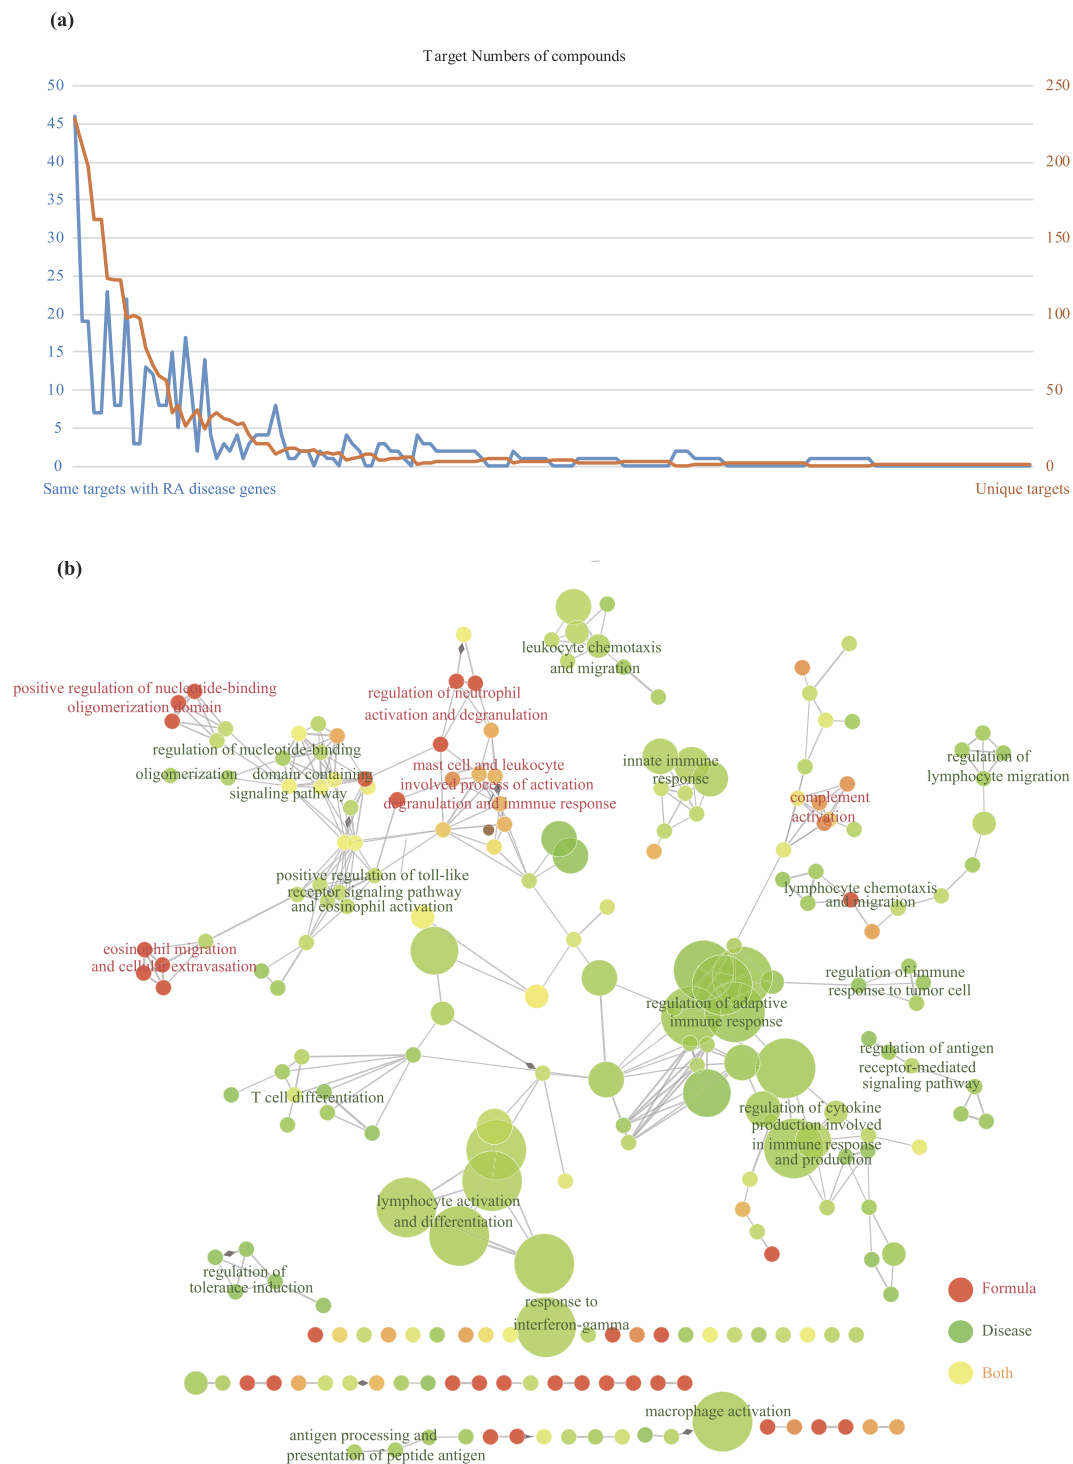 (a)
Target Numbers of compounds
50
45
40
35
30
25
20
15
10
5
0
250
200
150
100
50
0
Same targets with RA disease genes
Unique targets
(b)
leukocyte chemotaxis
and migration
positive regulation of nucleotide-binding
oligomerization domain
regulation of neutrophil
activation and degranulation
regulation of nucleotide-binding
oligomerization domain containing
signaling pathway
mast cell and leukocyte
involved process of activation
degranulation and immnue response
innate immune
response
regulation of
lymphocyte migration
complement
activation
positive regulation of toll-like
receptor signaling pathway
and eosinophil activation
lymphocyte chemotaxis
and migration
eosinophil migration
and cellular extravasation
regulation of immune
response to tumor cell
regulation of adaptive
immune response
regulation of antigen
receptor-mediated
signaling pathway
T cell differentiation
regulation of cytokine
production involved
in immune response
and production
lymphocyte activation
and differentiation
regulation of
tolerance induction
response to
interferon-gamma
Formula
Disease
Both
macrophage activation
antigen processing and
presentation of peptide antigen